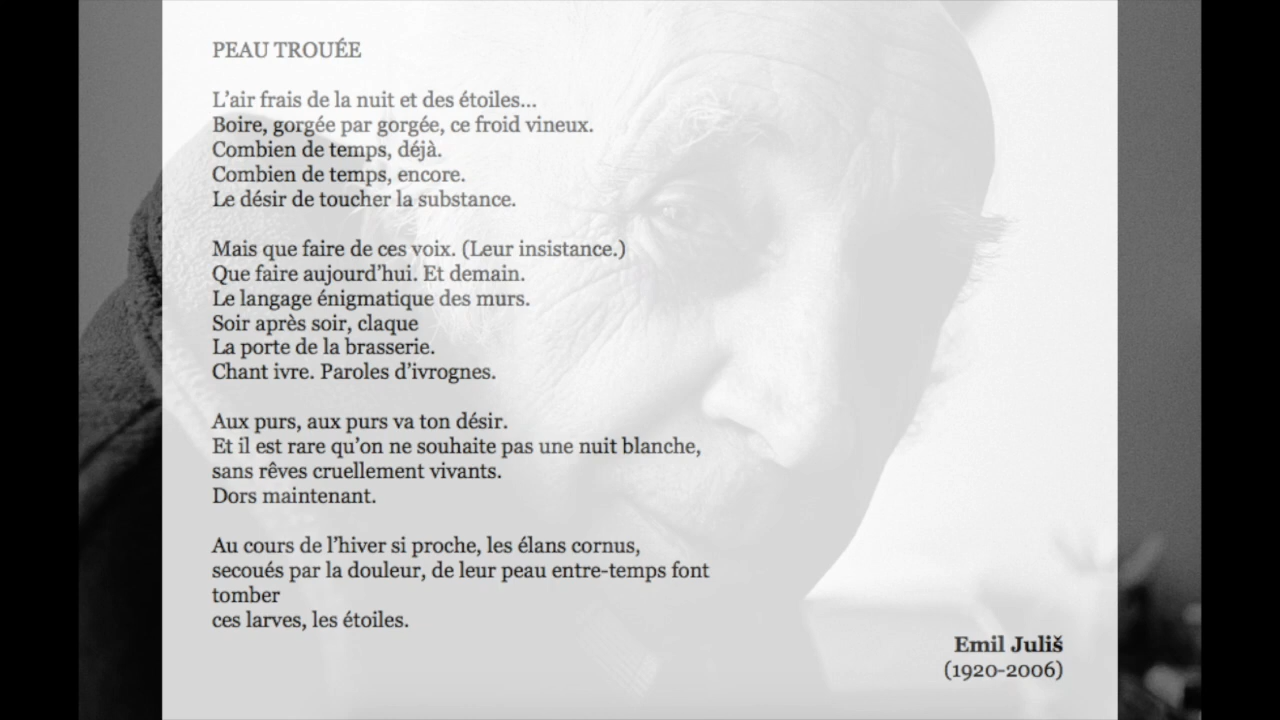 PEAU TROUÉE
L’air frais de la nuit et des étoiles...
Boire, gorgée par gorgée, ce froid vineux.
Combien de temps, déjà.
Combien de temps, encore.
Le désir de toucher la substance.
Mais que faire de ces voix. (Leur insistance.)
Que faire aujourd’hui. Et demain.
Le langage énigmatique des murs.
Soir après soir, claque
La porte de la brasserie.
Chant ivre. Paroles d’ivrognes.
Aux purs, aux purs va ton désir.
Et il est rare qu’on ne souhaite pas une nuit blanche,
sans rêves cruellement vivants.
Dors maintenant.
Au cours de l’hiver si proche, les élans cornus,
secoués par la douleur, de leur peau entre-temps font
tomber
ces larves, les étoiles.
Emil Juliš
(1920-2006)